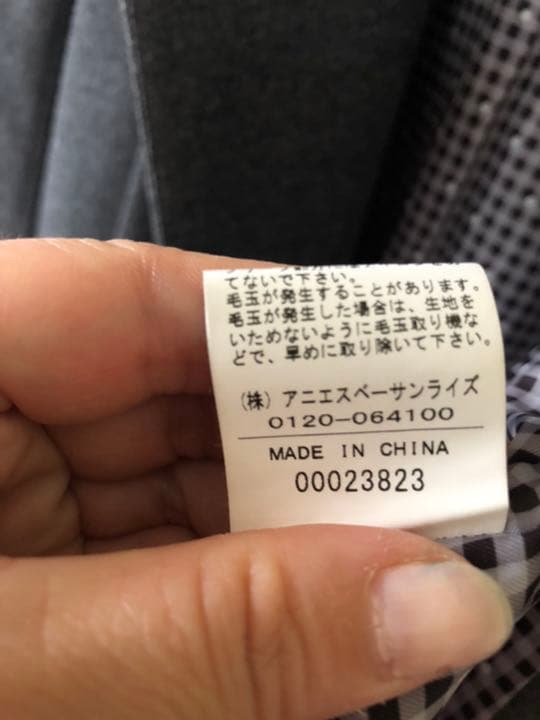 てないで下さい。
毛玉が発生することがあります。
毛玉が発生した場合は、生地を
いためないように毛玉取り機な
どで、早めに取り除いて下さい。
(株) アニエスベーサンライズ
0120-064100
MADE IN CHINA
00023823